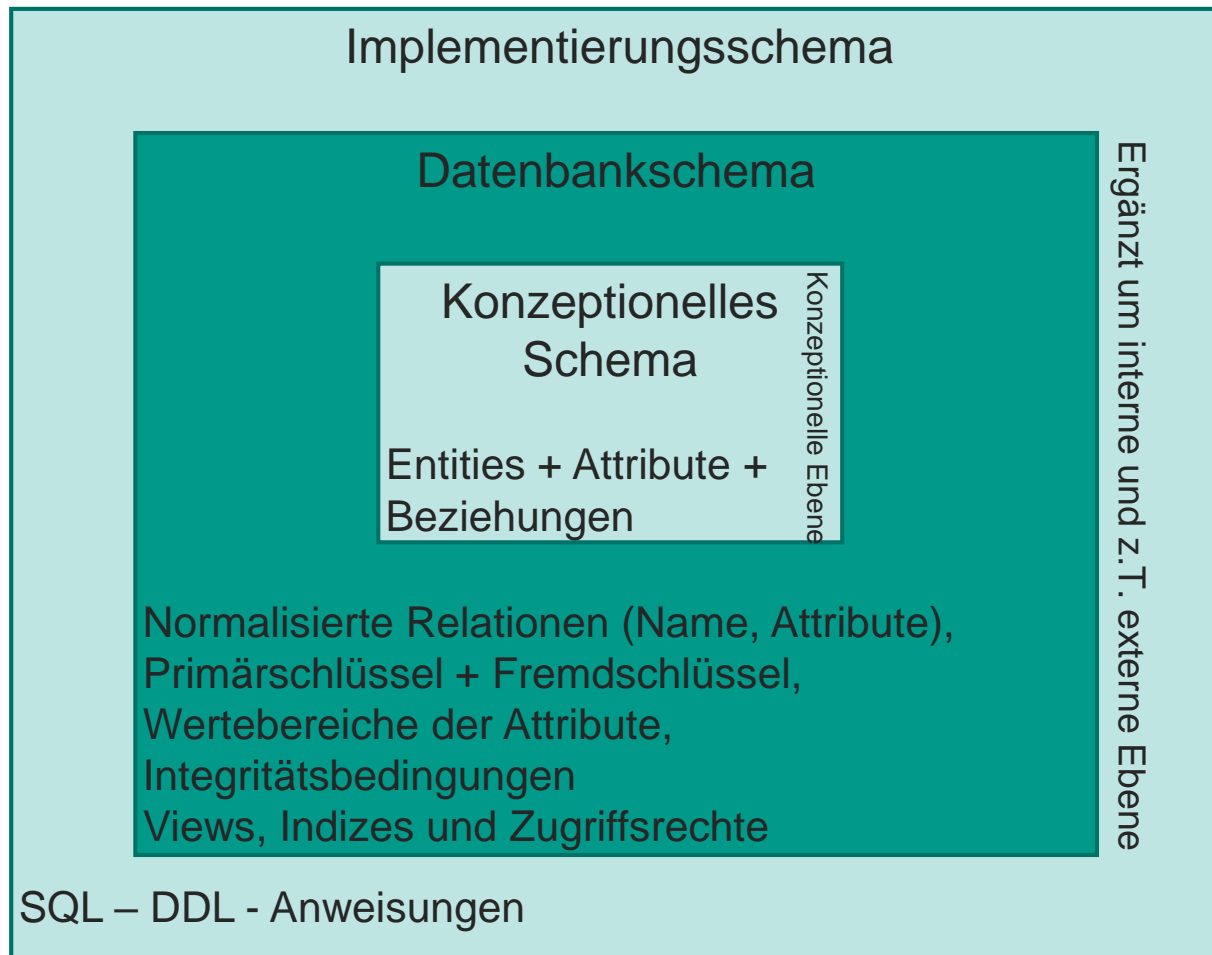 Implementierungsschema
Datenbankschema
Konzeptionelles
Schema
Entities + Attribute +
Beziehungen
Konzeptionelle Ebene
Normalisierte Relationen (Name, Attribute),
Primärschlüssel + Fremdschlüssel,
Wertebereiche der Attribute,
Integritätsbedingungen
Views, Indizes und Zugriffsrechte
Ergänzt um interne und z.T. externe Ebene
SQL – DDL - Anweisungen